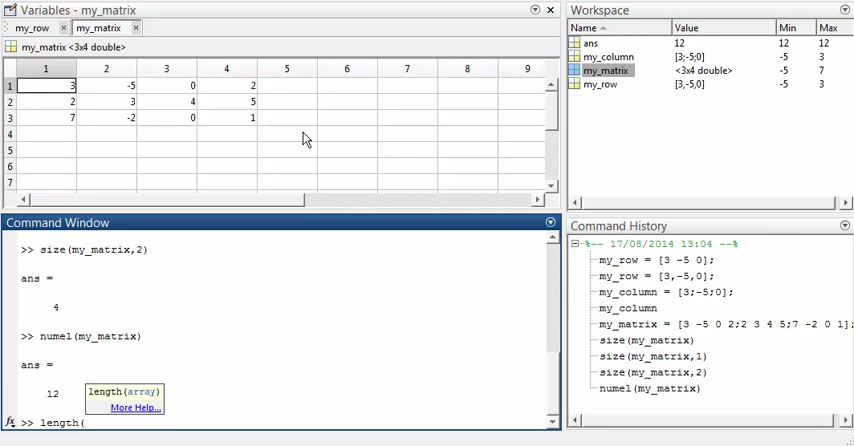 Variables - my_matrix
my_row × my_matrix ×
my_matrix <3x4 double>
1 2 3 4 5 6 7 8 9
1 3 -5 0 2
2 2 3 4 5
3 7 -2 0 1
4
5
6
7
Command Window
>> size(my_matrix,2)
ans =
4
>> numel(my_matrix)
ans =
12
length(array)
More Help...
fx >> length(
Workspace
Name Value Min Max
ans 12 12 12
my_column [3;-5;0] -5 3
my_matrix <3x4 double> -5 7
my_row [3,-5,0] -5 3
Command History
%-- 17/08/2014 13:04 --%
my_row = [3 -5 0];
my_row = [3,-5,0];
my_column = [3;-5;0];
my_column
my_matrix = [3 -5 0 2;2 3 4 5;7 -2 0 1];
size(my_matrix)
size(my_matrix,1)
size(my_matrix,2)
numel(my_matrix)